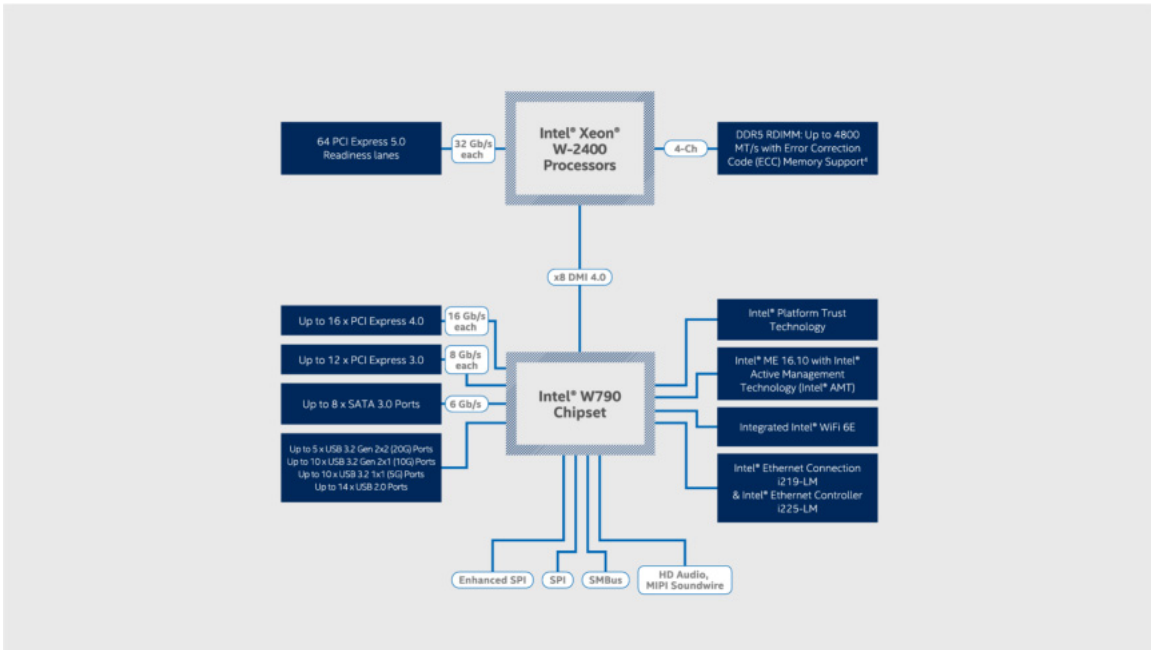 64 PCI Express 5.0
Readiness lanes
32 Gb/s
each
Intel® Xeon®
W-2400
Processors
4-Ch
DDR5 RDIMM: Up to 4800
MT/s with Error Correction
Code (ECC) Memory Support⁴
x8 DMI 4.0
Up to 16 x PCI Express 4.0
16 Gb/s
each
Up to 12 x PCI Express 3.0
8 Gb/s
each
Up to 8 x SATA 3.0 Ports
6 Gb/s
Up to 5 x USB 3.2 Gen 2x2 (20G) Ports
Up to 10 x USB 3.2 Gen 2x1 (10G) Ports
Up to 10 x USB 3.2 1x1 (5G) Ports
Up to 14 x USB 2.0 Ports
Intel® W790
Chipset
Intel® Platform Trust
Technology
Intel® ME 16.10 with Intel®
Active Management
Technology (Intel® AMT)
Integrated Intel® WiFi 6E
Intel® Ethernet Connection
i219-LM
& Intel® Ethernet Controller
i225-LM
Enhanced SPI
SPI
SMBus
HD Audio,
MIPI Soundwire